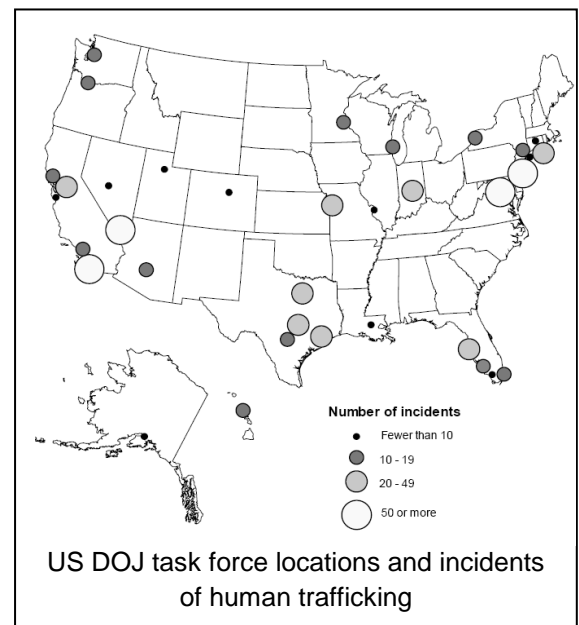 Number of incidents
Fewer than 10
10 - 19
20 - 49
50 or more
US DOJ task force locations and incidents
of human trafficking